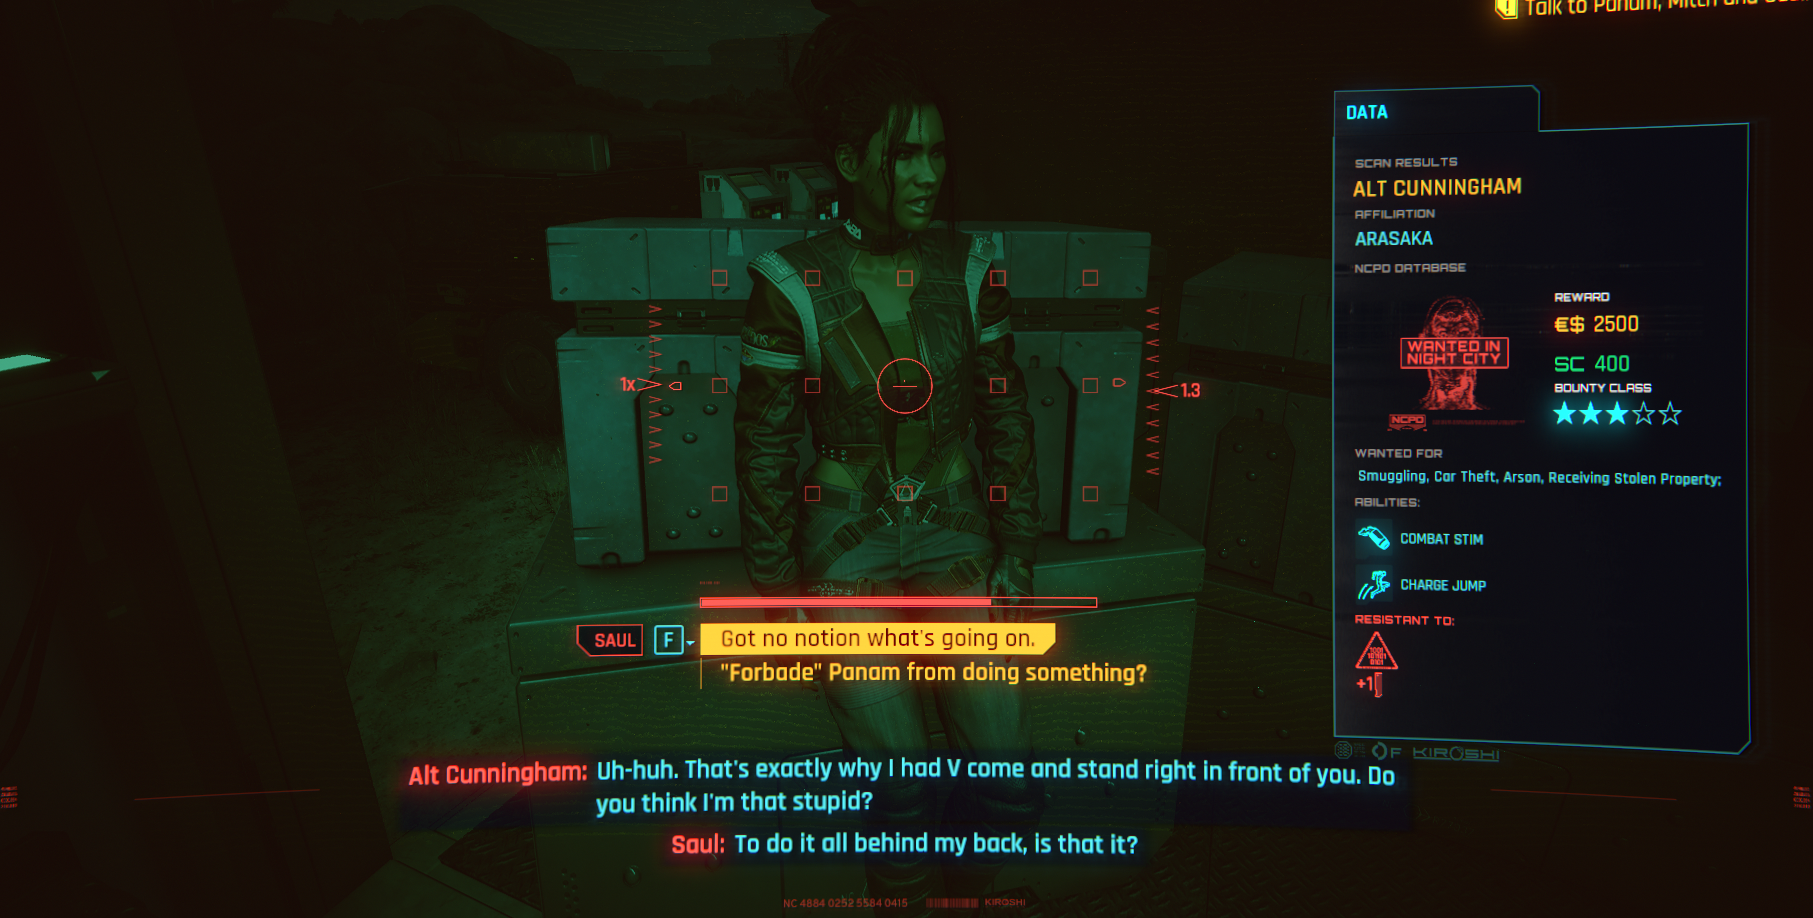 Talk to Panam, Mitch and
DATA
SCAN RESULTS
ALT CUNNINGHAM
AFFILIATION
ARASAKA
NCPD DATABASE
REWARD
€$ 2500
WANTED IN
NIGHT CITY
SC 400
BOUNTY CLASS
NCPD
WANTED FOR
Smuggling, Car Theft, Arson, Receiving Stolen Property;
ABILITIES:
COMBAT STIM
CHARGE JUMP
RESISTANT TO:
+1
OF KIROSHI
1x
1.3
SAUL
F
Got no notion what's going on.
"Forbade" Panam from doing something?
Alt Cunningham: Uh-huh. That's exactly why I had V come and stand right in front of you. Do
you think I'm that stupid?
Saul: To do it all behind my back, is that it?
NC 4884 0252 5584 0415
KIROSHI